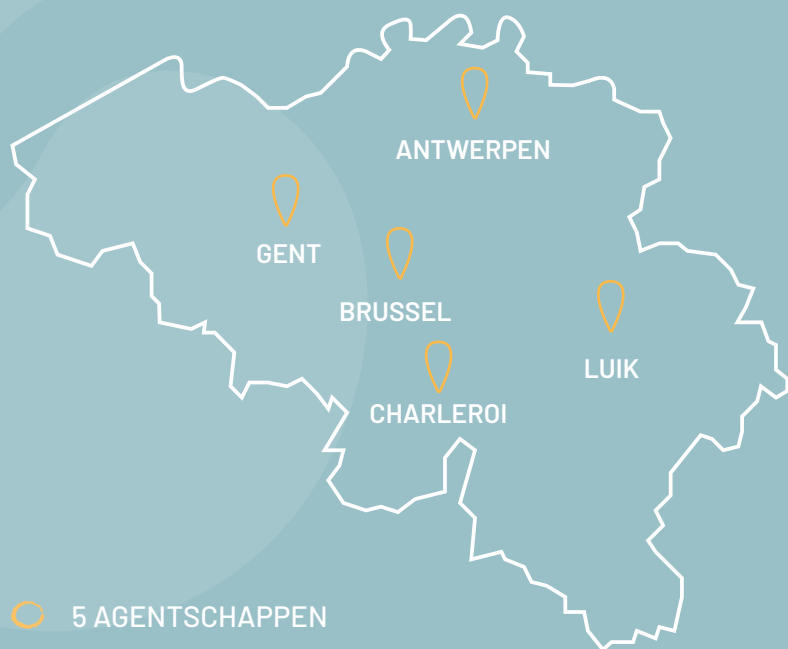 ANTWERPEN
GENT
BRUSSEL
LUIK
CHARLEROI
5 AGENTSCHAPPEN